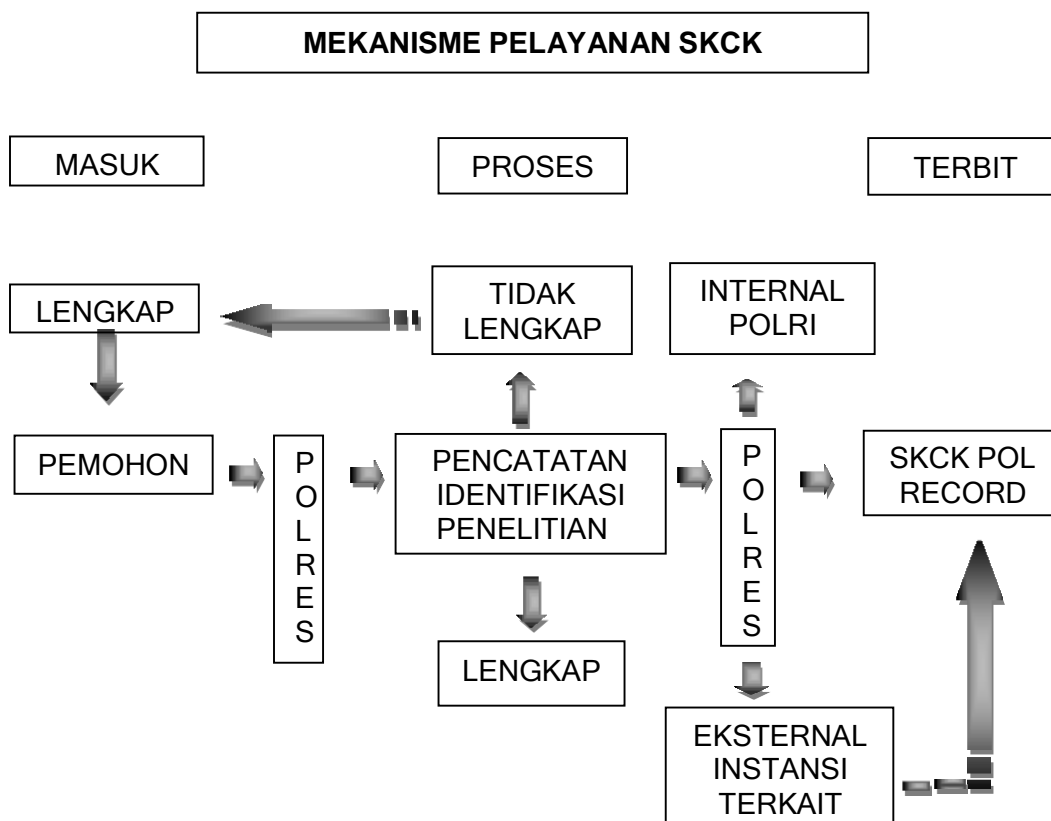 MEKANISME PELAYANAN SKCK
MASUK
PROSES
TERBIT
LENGKAP
TIDAK
LENGKAP
INTERNAL
POLRI
PEMOHON
P
O
L
R
E
S
PENCATATAN
IDENTIFIKASI
PENELITIAN
P
O
L
R
E
S
SKCK POL
RECORD
LENGKAP
EKSTERNAL
INSTANSI
TERKAIT